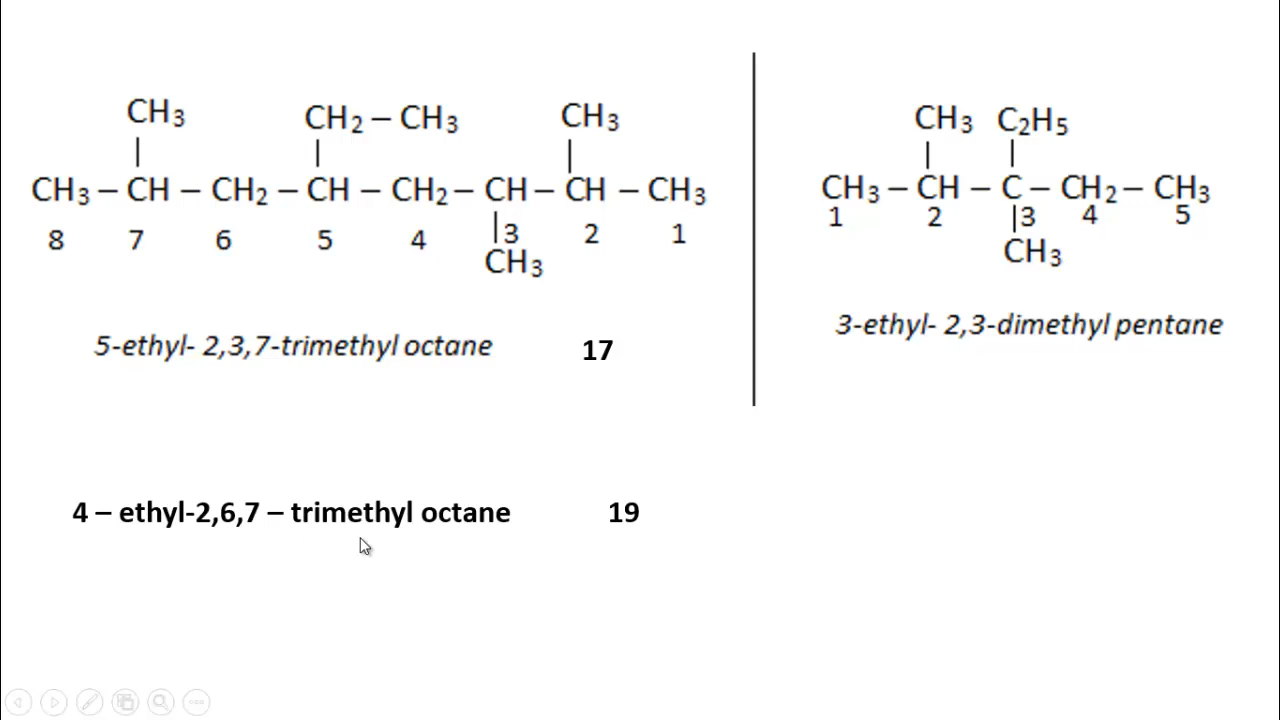 CH₃ CH₂ – CH₃ CH₃
| | |
CH₃ – CH – CH₂ – CH – CH₂ – CH – CH – CH₃
8 7 6 5 4 |3 2 1
CH₃
5-ethyl- 2,3,7-trimethyl octane 17
4 – ethyl-2,6,7 – trimethyl octane 19
CH₃ C₂H₅
| |
CH₃ – CH – C – CH₂ – CH₃
1 2 |3 4 5
CH₃
3-ethyl- 2,3-dimethyl pentane